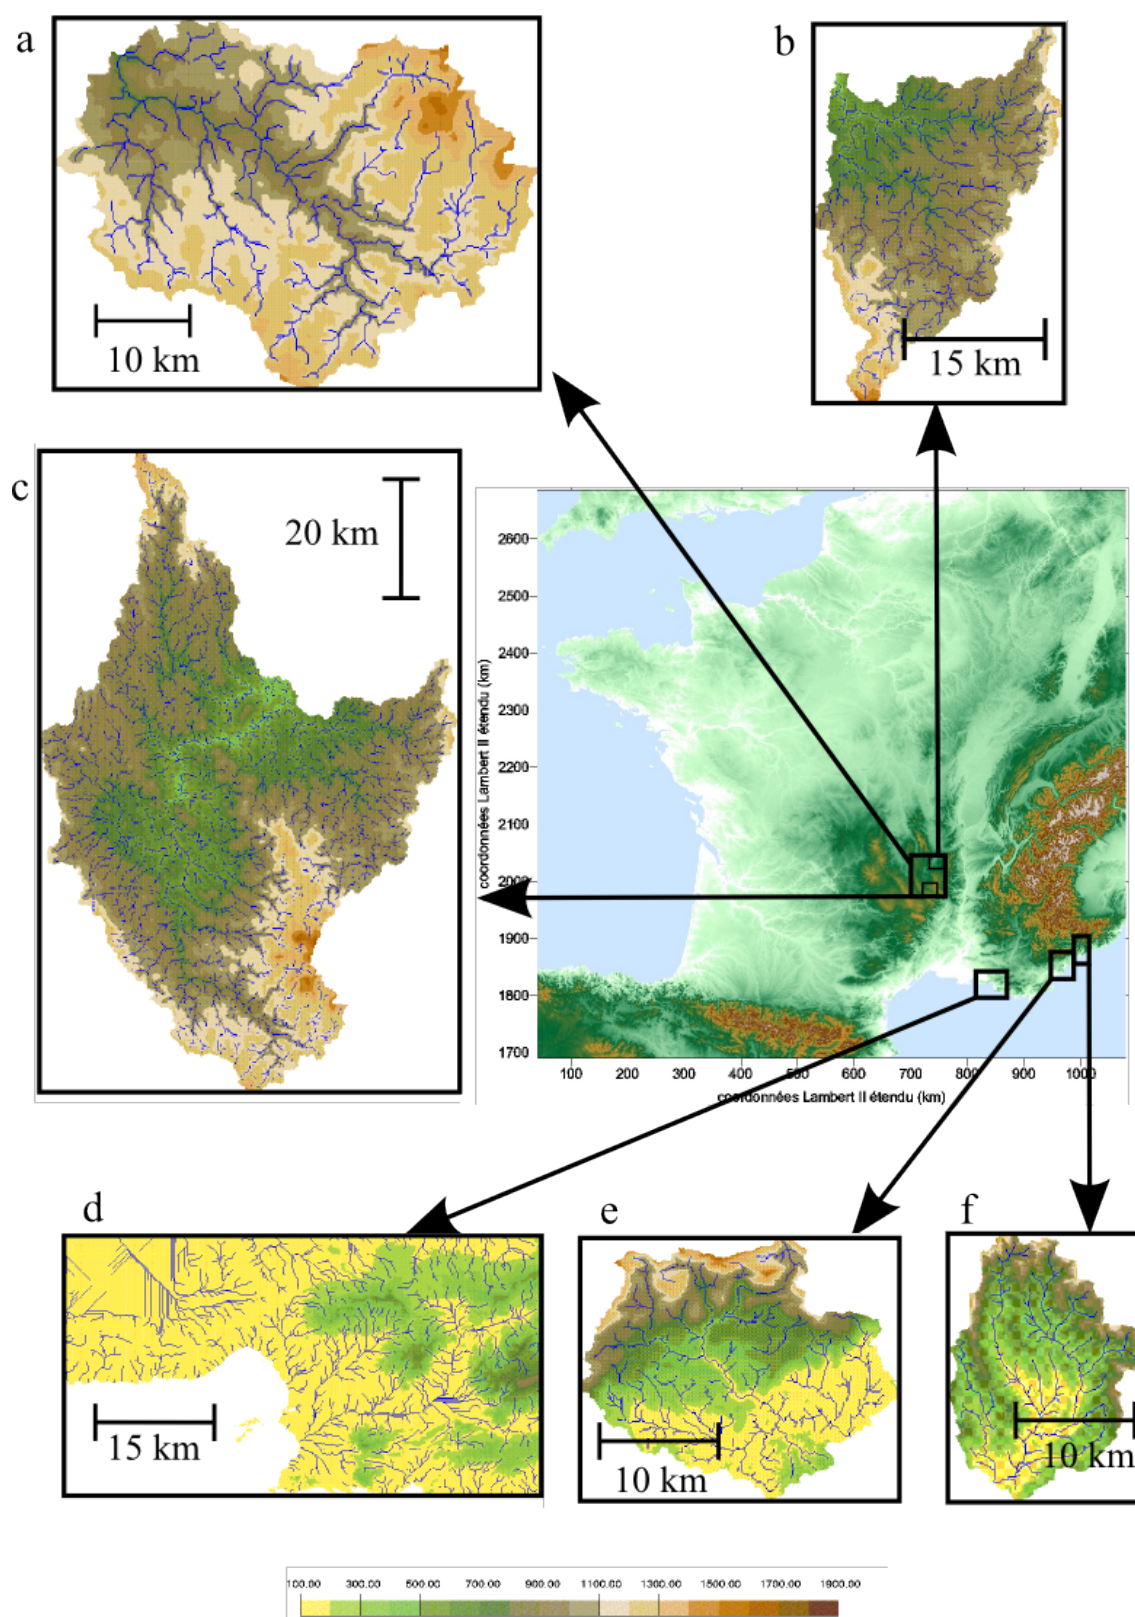 a
b
10 km
15 km
c
20 km
2600
2500
2400
2300
2200
2100
2000
1900
1800
1700
coordonnées Lambert II étendu (km)
100 200 300 400 500 600 700 800 900 1000
coordonnées Lambert II étendu (km)
d
e
f
15 km
10 km
10 km
100.00 300.00 500.00 700.00 900.00 1100.00 1300.00 1500.00 1700.00 1900.00